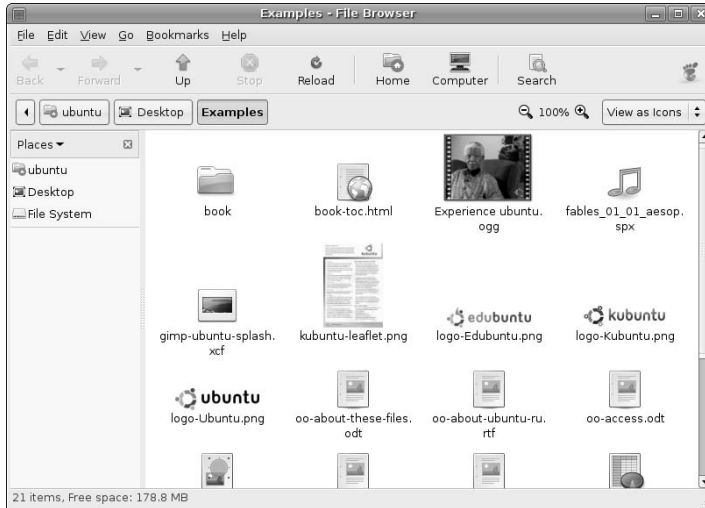 Examples - File Browser
File Edit View Go Bookmarks Help
Back Forward Up Stop Reload Home Computer Search
ubuntu Desktop Examples 100% View as Icons
Places
ubuntu
Desktop
File System
book book-toc.html Experience ubuntu. fables_01_01_aesop.
ogg spx
kubuntu
edubuntu kubuntu
gimp-ubuntu-splash. kubuntu-leaflet.png logo-Edubuntu.png logo-Kubuntu.png
xcf
ubuntu
logo-Ubuntu.png oo-about-these-files. oo-about-ubuntu-ru. oo-access.odt
odt rtf
21 items, Free space: 178.8 MB